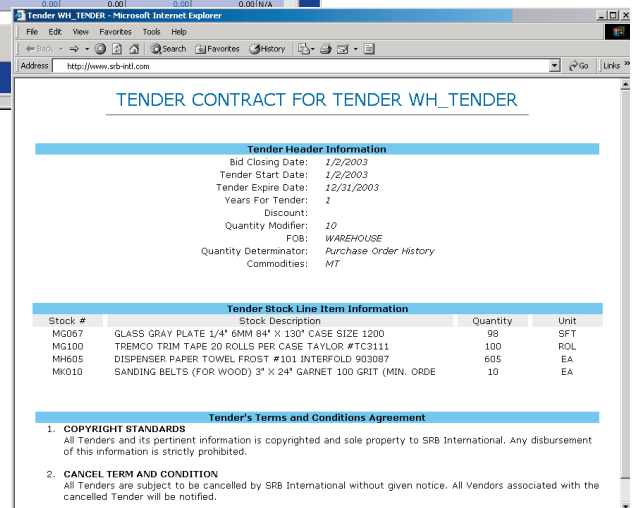 0.00 0.00 0.00 0.00 N/A
Tender WH_TENDER - Microsoft Internet Explorer
File Edit View Favorites Tools Help
Back Search Favorites History
Address http://www.srb-intl.com Go Links »
TENDER CONTRACT FOR TENDER WH_TENDER
Tender Header Information
Bid Closing Date: 1/2/2003
Tender Start Date: 1/2/2003
Tender Expire Date: 12/31/2003
Years For Tender: 1
Discount:
Quantity Modifier: 10
FOB: WAREHOUSE
Quantity Determinator: Purchase Order History
Commodities: MT
Tender Stock Line Item Information
Stock # Stock Description Quantity Unit
MG067 GLASS GRAY PLATE 1/4" 6MM 84" X 130" CASE SIZE 1200 98 SFT
MG100 TREMCO TRIM TAPE 20 ROLLS PER CASE TAYLOR #TC3111 100 ROL
MH605 DISPENSER PAPER TOWEL FROST #101 INTERFOLD 903087 605 EA
MK010 SANDING BELTS (FOR WOOD) 3" X 24" GARNET 100 GRIT (MIN. ORDE 10 EA
Tender's Terms and Conditions Agreement
1. COPYRIGHT STANDARDS
All Tenders and its pertinent information is copyrighted and sole property to SRB International. Any disbursement
of this information is strictly prohibited.
2. CANCEL TERM AND CONDITION
All Tenders are subject to be cancelled by SRB International without given notice. All Vendors associated with the
cancelled Tender will be notified.